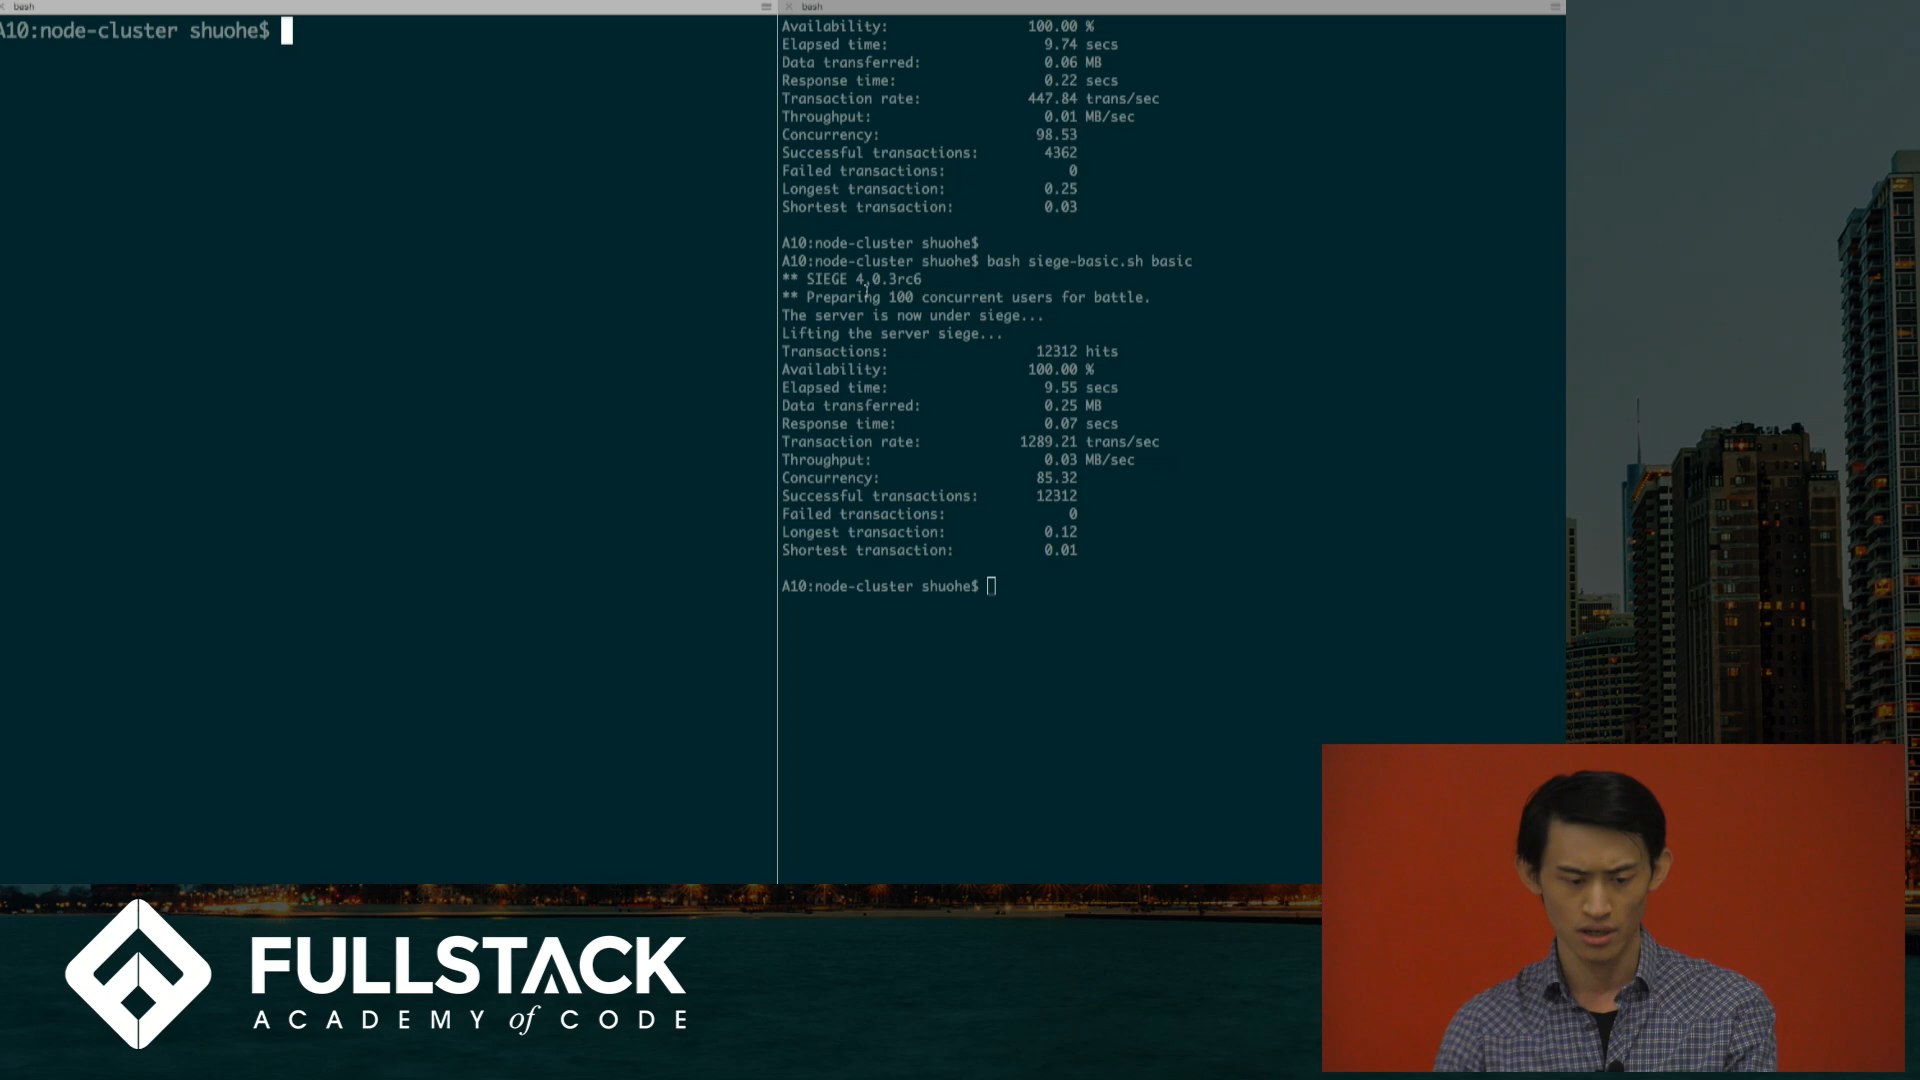 bash
A10:node-cluster shuohe$
bash
Availability: 100.00 %
Elapsed time: 9.74 secs
Data transferred: 0.06 MB
Response time: 0.22 secs
Transaction rate: 447.84 trans/sec
Throughput: 0.01 MB/sec
Concurrency: 98.53
Successful transactions: 4362
Failed transactions: 0
Longest transaction: 0.25
Shortest transaction: 0.03
A10:node-cluster shuohe$
A10:node-cluster shuohe$ bash siege-basic.sh basic
** SIEGE 4.0.3rc6
** Preparing 100 concurrent users for battle.
The server is now under siege...
Lifting the server siege...
Transactions: 12312 hits
Availability: 100.00 %
Elapsed time: 9.55 secs
Data transferred: 0.25 MB
Response time: 0.07 secs
Transaction rate: 1289.21 trans/sec
Throughput: 0.03 MB/sec
Concurrency: 85.32
Successful transactions: 12312
Failed transactions: 0
Longest transaction: 0.12
Shortest transaction: 0.01
A10:node-cluster shuohe$
FULLSTACK
ACADEMY of CODE